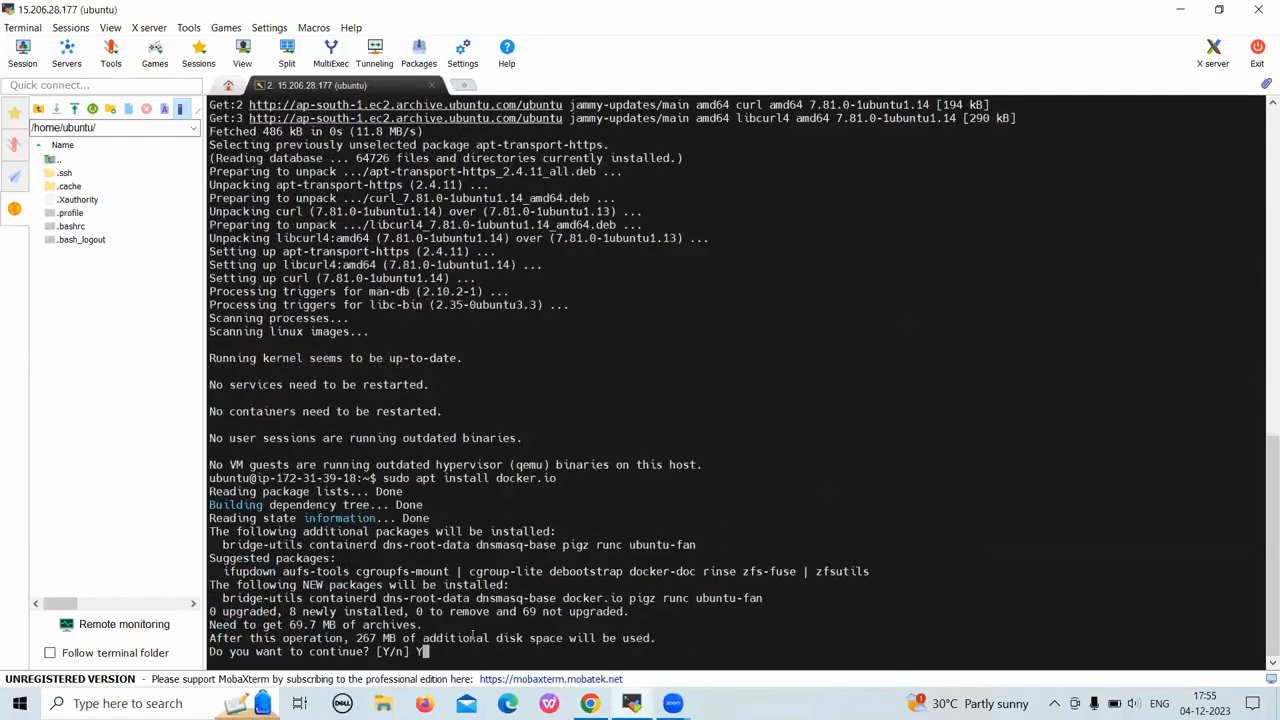 15.206.28.177 (ubuntu)
Terminal Sessions View X server Tools Games Settings Macros Help
Session Servers Tools Games Sessions View Split MultiExec Tunneling Packages Settings Help X server Exit
Quick connect...
2. 15.206.28.177 (ubuntu)
/home/ubuntu/
Name
..
.ssh
.cache
.Xauthority
.profile
.bashrc
.bash_logout
Get:2 http://ap-south-1.ec2.archive.ubuntu.com/ubuntu jammy-updates/main amd64 curl amd64 7.81.0-1ubuntu1.14 [194 kB]
Get:3 http://ap-south-1.ec2.archive.ubuntu.com/ubuntu jammy-updates/main amd64 libcurl4 amd64 7.81.0-1ubuntu1.14 [290 kB]
Fetched 486 kB in 0s (11.8 MB/s)
Selecting previously unselected package apt-transport-https.
(Reading database ... 64726 files and directories currently installed.)
Preparing to unpack .../apt-transport-https_2.4.11_all.deb ...
Unpacking apt-transport-https (2.4.11) ...
Preparing to unpack .../curl_7.81.0-1ubuntu1.14_amd64.deb ...
Unpacking curl (7.81.0-1ubuntu1.14) over (7.81.0-1ubuntu1.13) ...
Preparing to unpack .../libcurl4_7.81.0-1ubuntu1.14_amd64.deb ...
Unpacking libcurl4:amd64 (7.81.0-1ubuntu1.14) over (7.81.0-1ubuntu1.13) ...
Setting up apt-transport-https (2.4.11) ...
Setting up libcurl4:amd64 (7.81.0-1ubuntu1.14) ...
Setting up curl (7.81.0-1ubuntu1.14) ...
Processing triggers for man-db (2.10.2-1) ...
Processing triggers for libc-bin (2.35-0ubuntu3.3) ...
Scanning processes...
Scanning linux images...
Running kernel seems to be up-to-date.
No services need to be restarted.
No containers need to be restarted.
No user sessions are running outdated binaries.
No VM guests are running outdated hypervisor (qemu) binaries on this host.
ubuntu@ip-172-31-39-18:~$ sudo apt install docker.io
Reading package lists... Done
Building dependency tree... Done
Reading state information... Done
The following additional packages will be installed:
bridge-utils containerd dns-root-data dnsmasq-base pigz runc ubuntu-fan
Suggested packages:
ifupdown aufs-tools cgroupfs-mount | cgroup-lite debootstrap docker-doc rinse zfs-fuse | zfsutils
The following NEW packages will be installed:
bridge-utils containerd dns-root-data dnsmasq-base docker.io pigz runc ubuntu-fan
0 upgraded, 8 newly installed, 0 to remove and 69 not upgraded.
Need to get 69.7 MB of archives.
After this operation, 267 MB of additional disk space will be used.
Do you want to continue? [Y/n] Y
Remote monitoring
Follow terminal folder
UNREGISTERED VERSION - Please support MobaXterm by subscribing to the professional edition here: https://mobaxterm.mobatek.net
Type here to search
DELL
zoom
1
30°C Partly sunny
ENG
17:55
04-12-2023